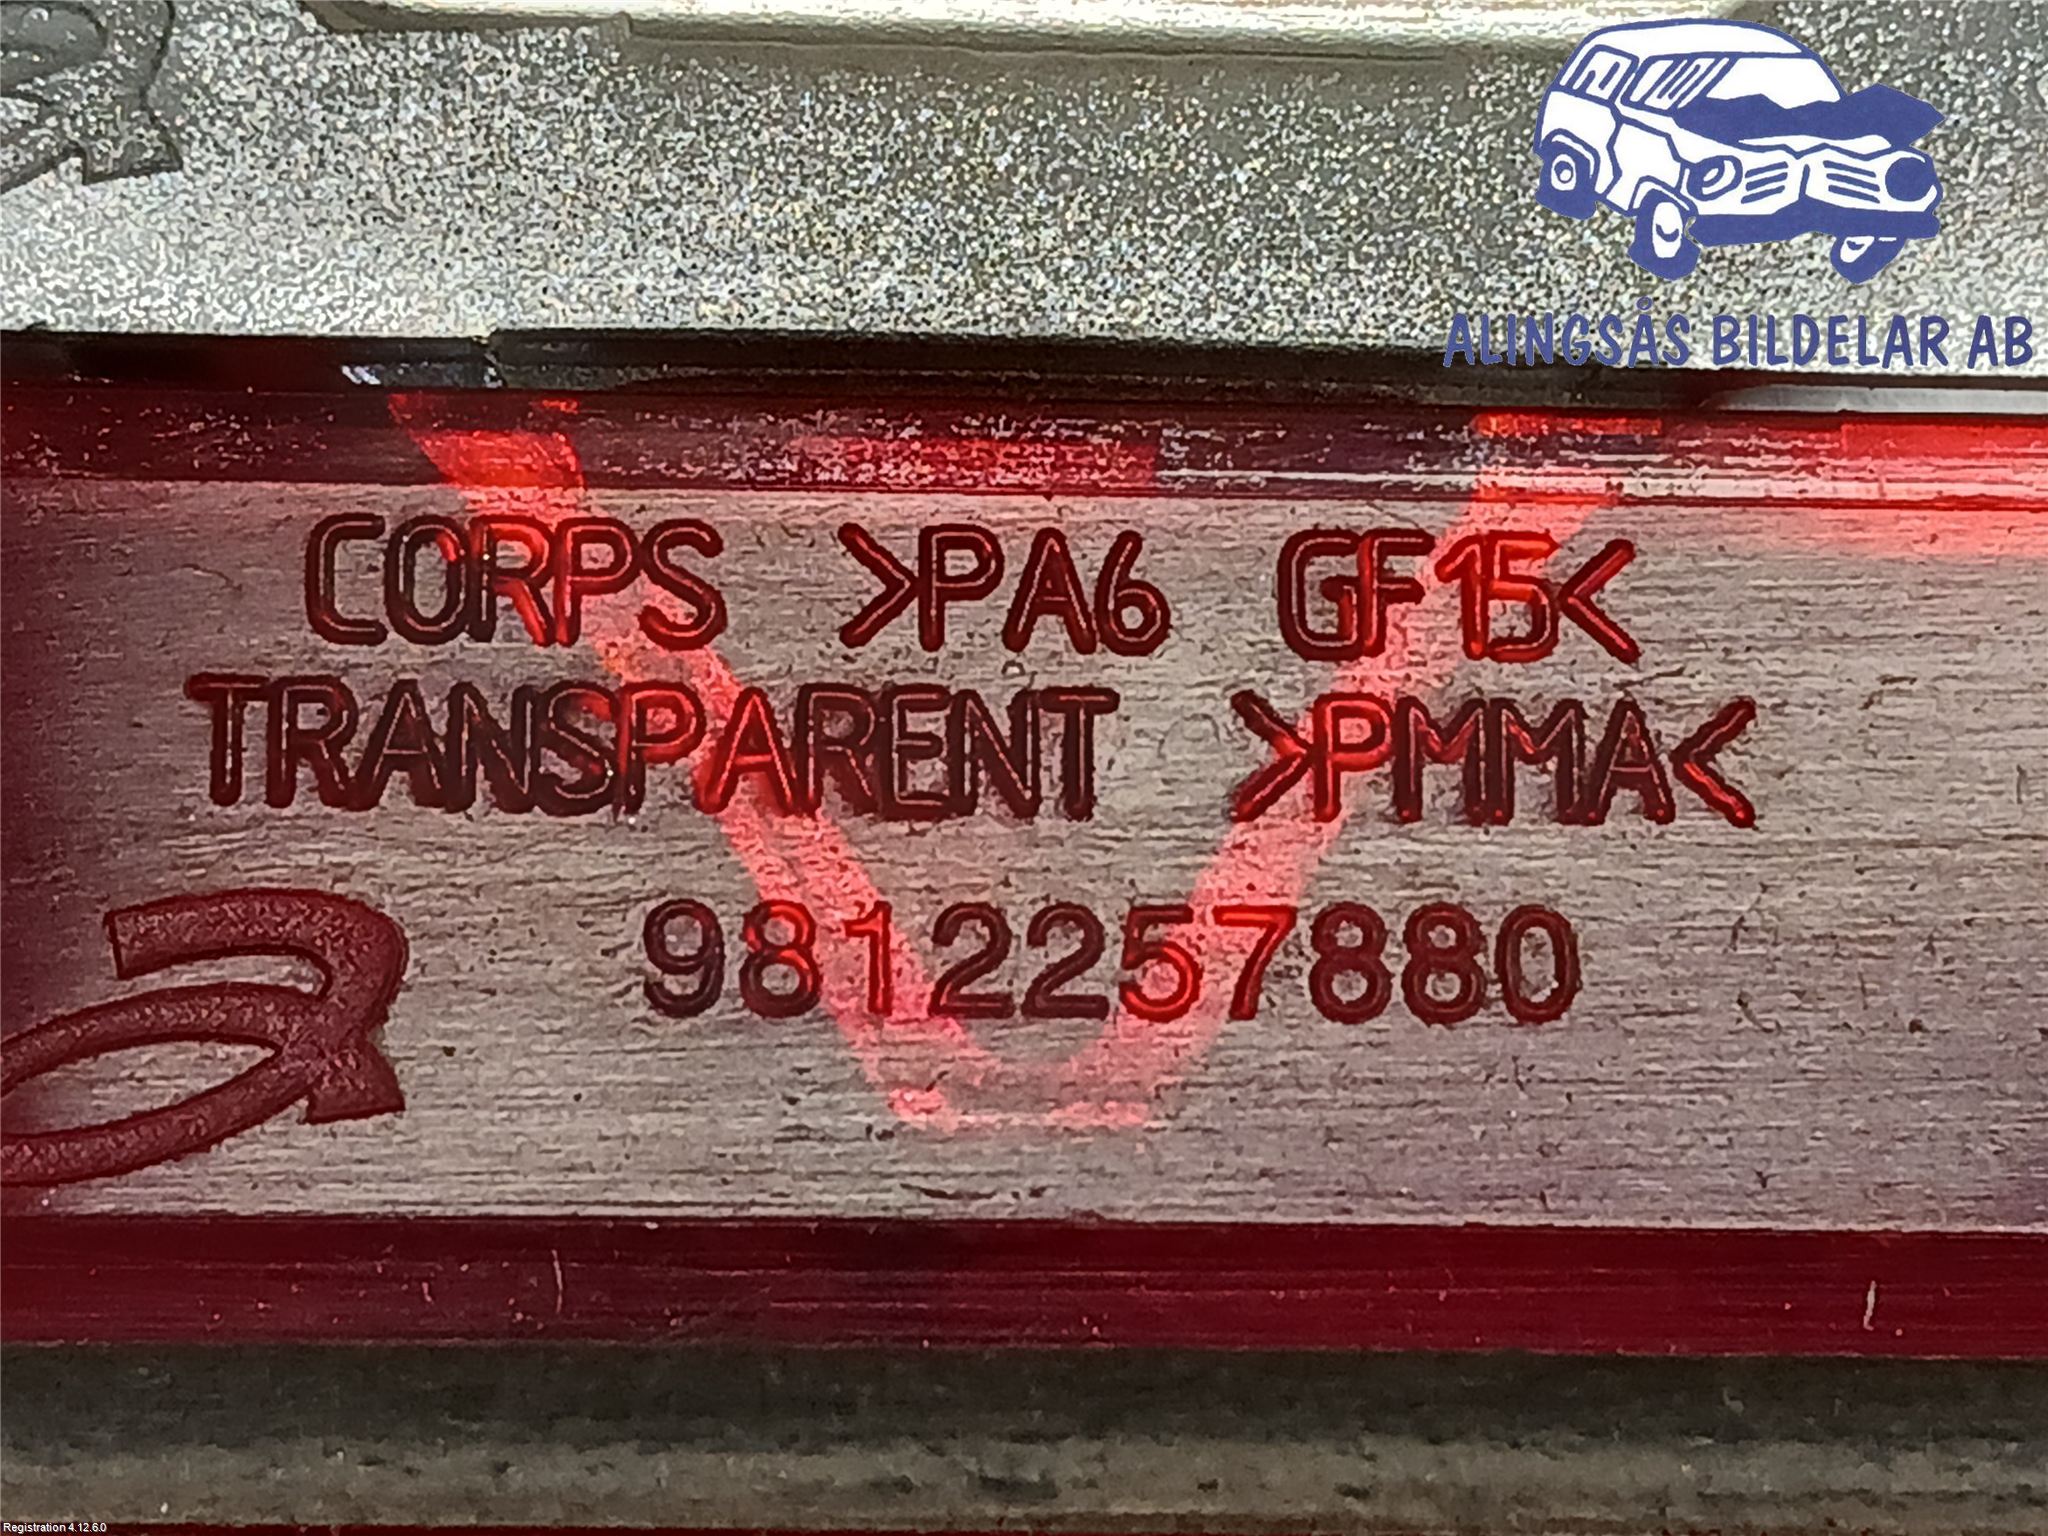 ALINGSÅS BILDELAR AB
CORPS >PA6 GF15<
TRANSPARENT >PMMA<
9812257880
Registration 4.12.6.0